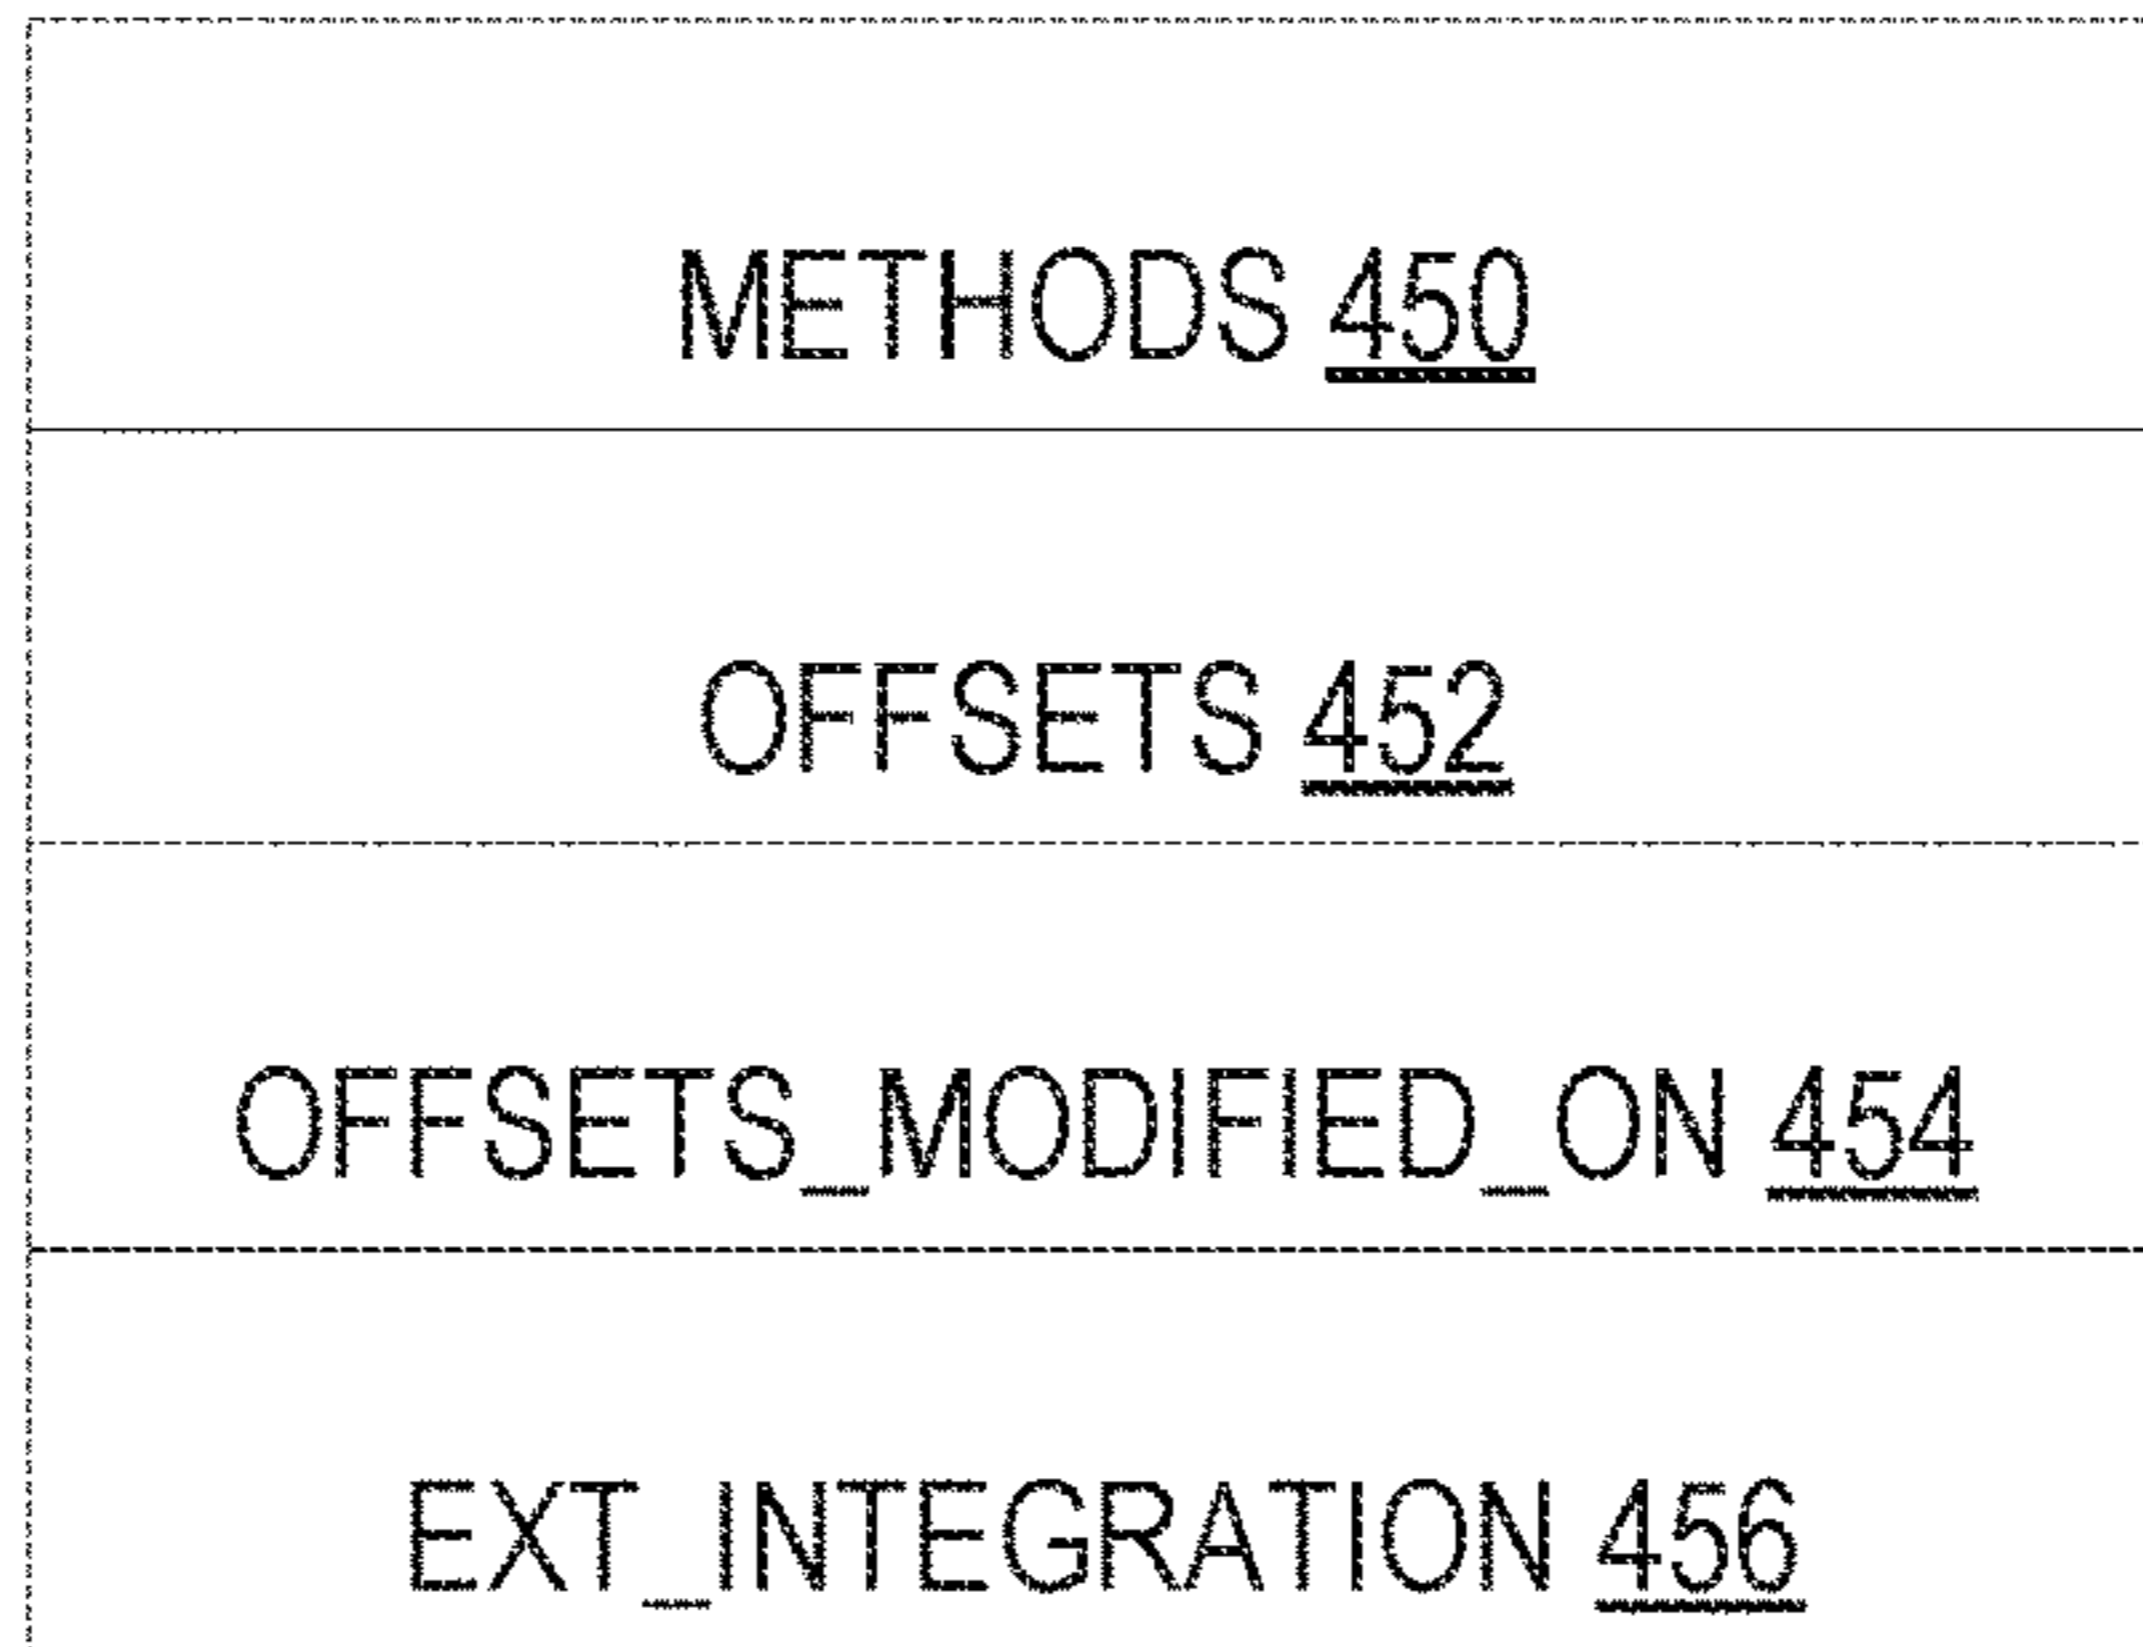 METHODS 450
OFFSETS 452
OFFSETS_MODIFIED_ON 454
EXT_INTEGRATION 456